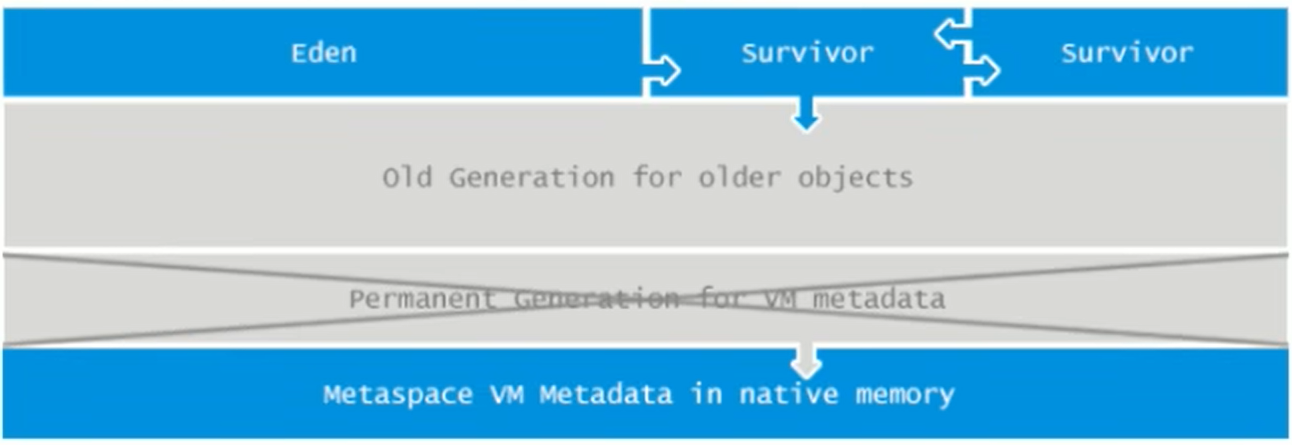 Eden
Survivor
Survivor
Old Generation for older objects
Permanent Generation for VM metadata
Metaspace VM Metadata in native memory